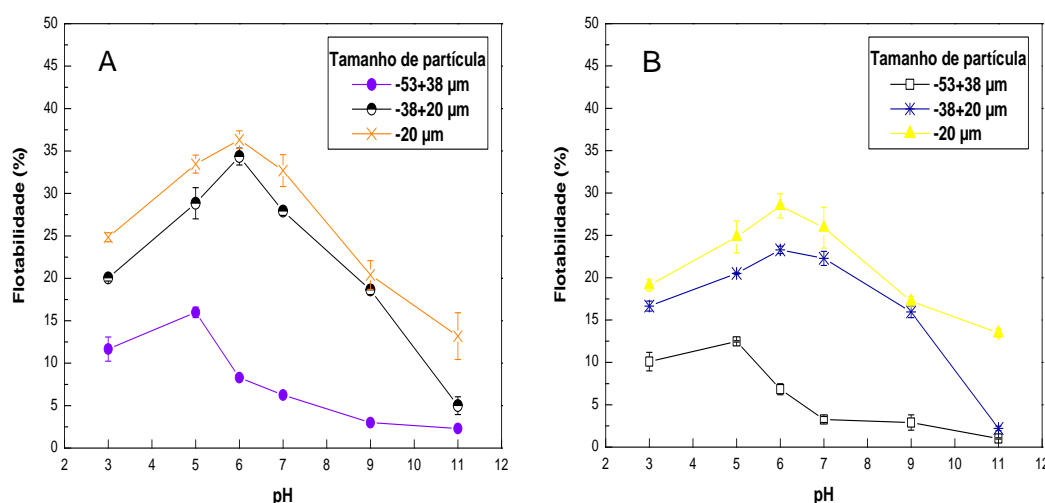 A
Tamanho de partícula
-53+38 µm
-38+20 µm
-20 µm
Flotabilidade (%)
50
45
40
35
30
25
20
15
10
5
0
2 3 4 5 6 7 8 9 10 11 12
pH
B
Tamanho de partícula
-53+38 µm
-38+20 µm
-20 µm
Flotabilidade (%)
50
45
40
35
30
25
20
15
10
5
0
2 3 4 5 6 7 8 9 10 11 12
pH